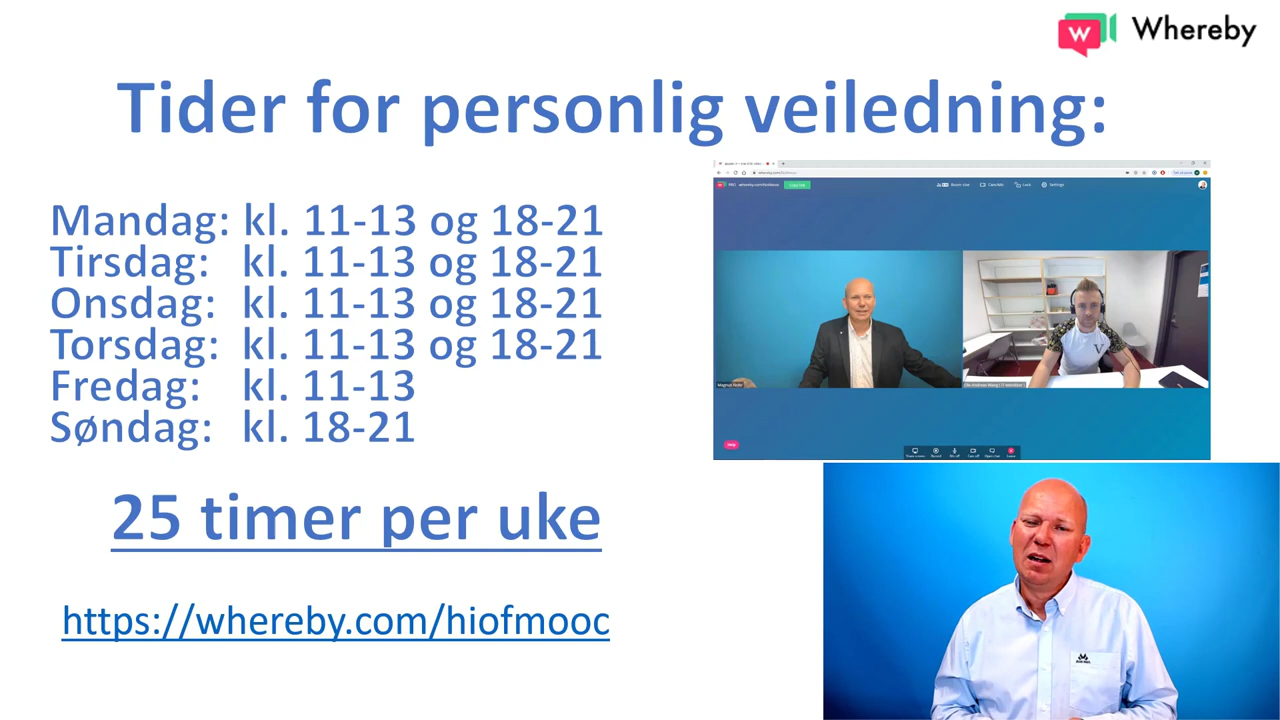 Whereby
Tider for personlig veiledning:
Mandag: kl. 11-13 og 18-21
Tirsdag: kl. 11-13 og 18-21
Onsdag: kl. 11-13 og 18-21
Torsdag: kl. 11-13 og 18-21
Fredag: kl. 11-13
Søndag: kl. 18-21
25 timer per uke
https://whereby.com/hiofmooc